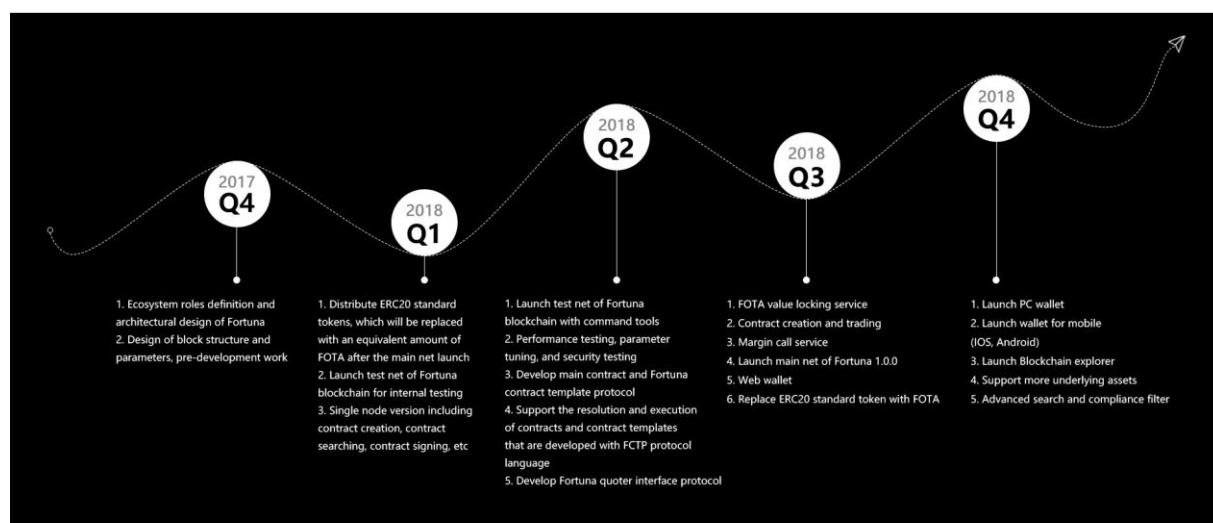 2017
Q4
1. Ecosystem roles definition and
architectural design of Fortuna
2. Design of block structure and
parameters, pre-development work
2018
Q1
1. Distribute ERC20 standard
tokens, which will be replaced
with an equivalent amount of
FOTA after the main net launch
2. Launch test net of Fortuna
blockchain for internal testing
3. Single node version including
contract creation, contract
searching, contract signing, etc
2018
Q2
1. Launch test net of Fortuna
blockchain with command tools
2. Performance testing, parameter
tuning, and security testing
3. Develop main contract and Fortuna
contract template protocol
4. Support the resolution and execution
of contracts and contract templates
that are developed with FCTP protocol
language
5. Develop Fortuna quoter interface protocol
2018
Q3
1. FOTA value locking service
2. Contract creation and trading
3. Margin call service
4. Launch main net of Fortuna 1.0.0
5. Web wallet
6. Replace ERC20 standard token with FOTA
2018
Q4
1. Launch PC wallet
2. Launch wallet for mobile
(IOS, Android)
3. Launch Blockchain explorer
4. Support more underlying assets
5. Advanced search and compliance filter